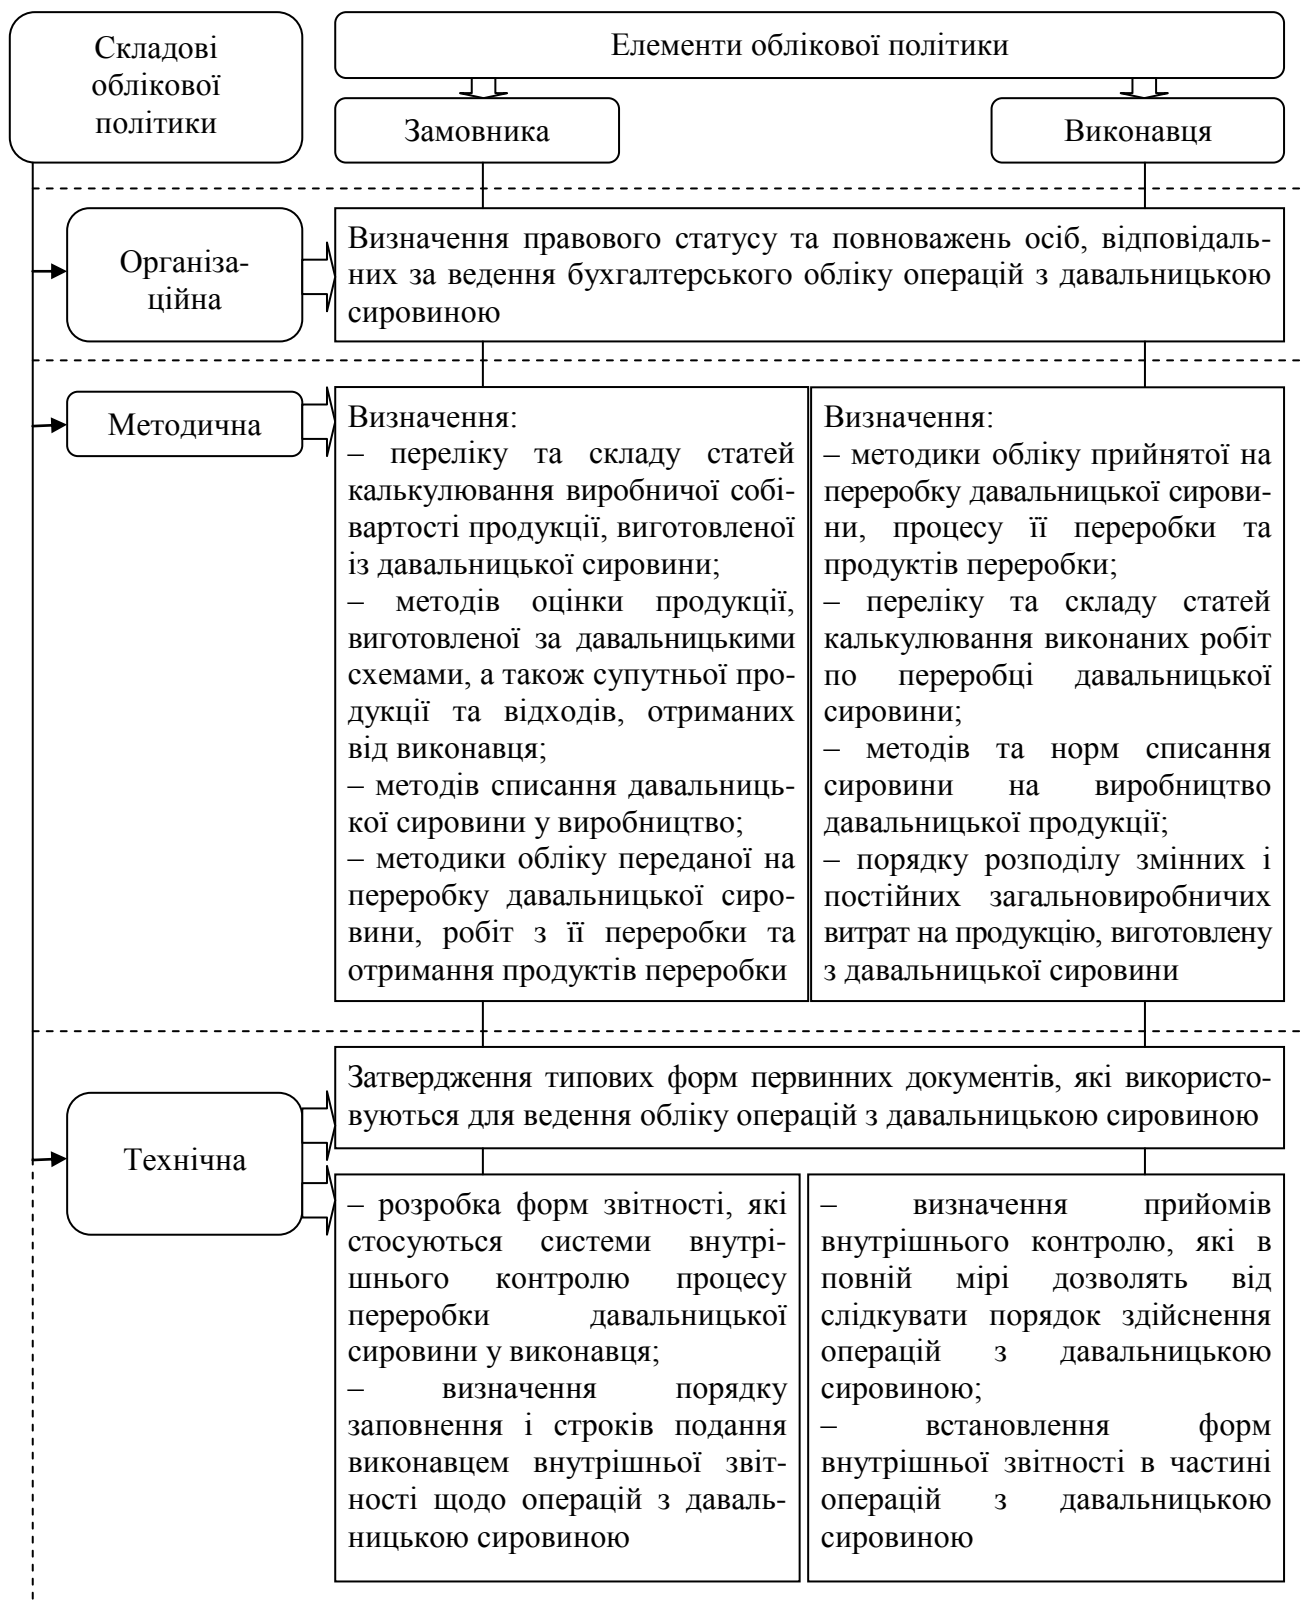 Складові
облікової
політики
Елементи облікової політики
Замовника
Виконавця
Організа-
ційна
Визначення правового статусу та повноважень осіб, відповідаль-
них за ведення бухгалтерського обліку операцій з давальницькою
сировиною
Методична
Визначення:
– переліку та складу статей
калькулювання виробничої собі-
вартості продукції, виготовленої
із давальницької сировини;
– методів оцінки продукції,
виготовленої за давальницькими
схемами, а також супутньої про-
дукції та відходів, отриманих
від виконавця;
– методів списання давальниць-
кої сировини у виробництво;
– методики обліку переданої на
переробку давальницької сиро-
вини, робіт з її переробки та
отримання продуктів переробки
Визначення:
– методики обліку прийнятої на
переробку давальницької сирови-
ни, процесу її переробки та
продуктів переробки;
– переліку та складу статей
калькулювання виконаних робіт
по переробці давальницької
сировини;
– методів та норм списання
сировини на виробництво
давальницької продукції;
– порядку розподілу змінних і
постійних загальновиробничих
витрат на продукцію, виготовлену
з давальницької сировини
Технічна
Затвердження типових форм первинних документів, які використо-
вуються для ведення обліку операцій з давальницькою сировиною
– розробка форм звітності, які
стосуються системи внутрі-
шнього контролю процесу
переробки давальницької
сировини у виконавця;
– визначення порядку
заповнення і строків подання
виконавцем внутрішньої звіт-
ності щодо операцій з даваль-
ницькою сировиною
– визначення прийомів
внутрішнього контролю, які в
повній мірі дозволять від
слідкувати порядок здійснення
операцій з давальницькою
сировиною;
– встановлення форм
внутрішньої звітності в частині
операцій з давальницькою
сировиною